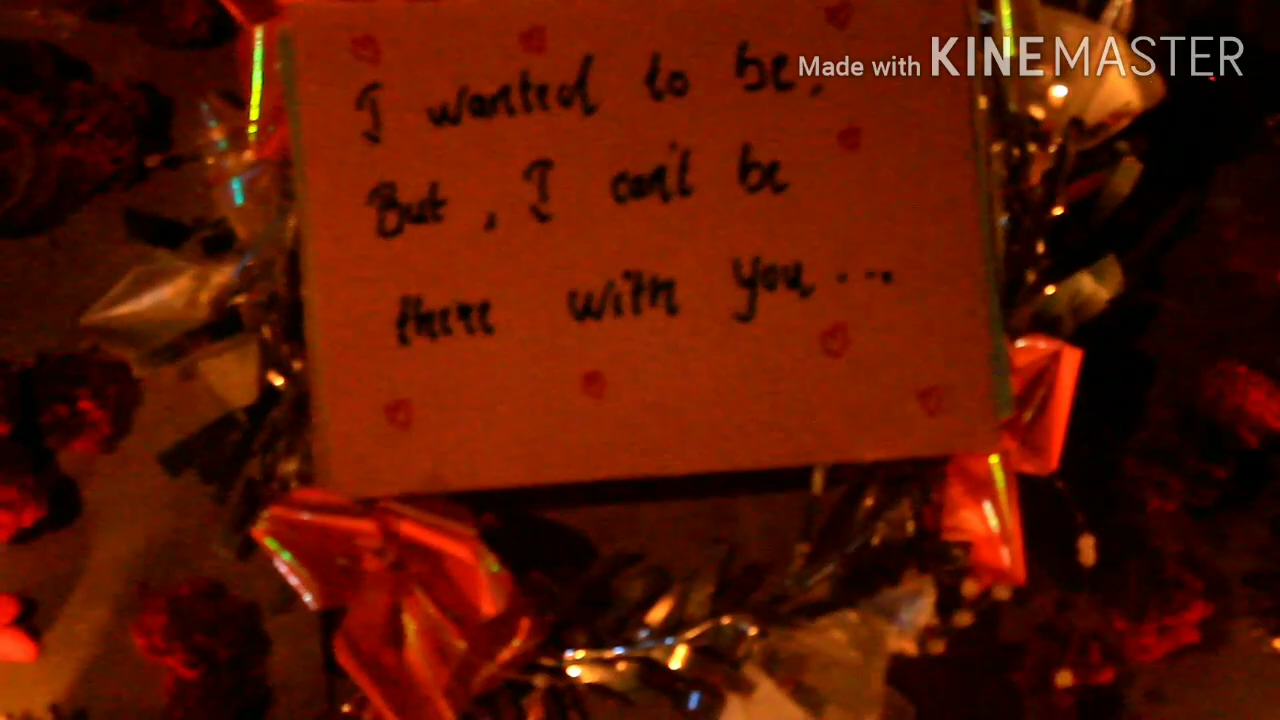 Made with KINEMASTER
I wanted to be,
But , I can't be
there with you ...